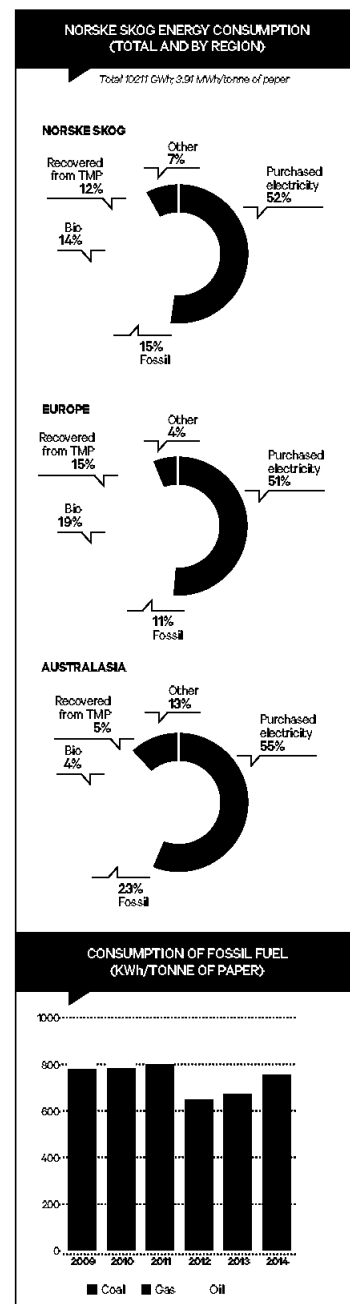 NORSKE SKOG ENERGY CONSUMPTION
(TOTAL AND BY REGION)
Total 10211 GWh; 3.91 MWh/tonne of paper
NORSKE SKOG
Other
7%
Recovered
from TMP
12%
Purchased
electricity
52%
Bio
14%
15%
Fossil
EUROPE
Other
4%
Recovered
from TMP
15%
Purchased
electricity
51%
Bio
19%
11%
Fossil
AUSTRALASIA
Other
13%
Recovered
from TMP
5%
Purchased
electricity
55%
Bio
4%
23%
Fossil
CONSUMPTION OF FOSSIL FUEL
(KWh/TONNE OF PAPER)
1000
800
600
400
200
0
2009 2010 2011 2012 2013 2014
Coal Gas Oil